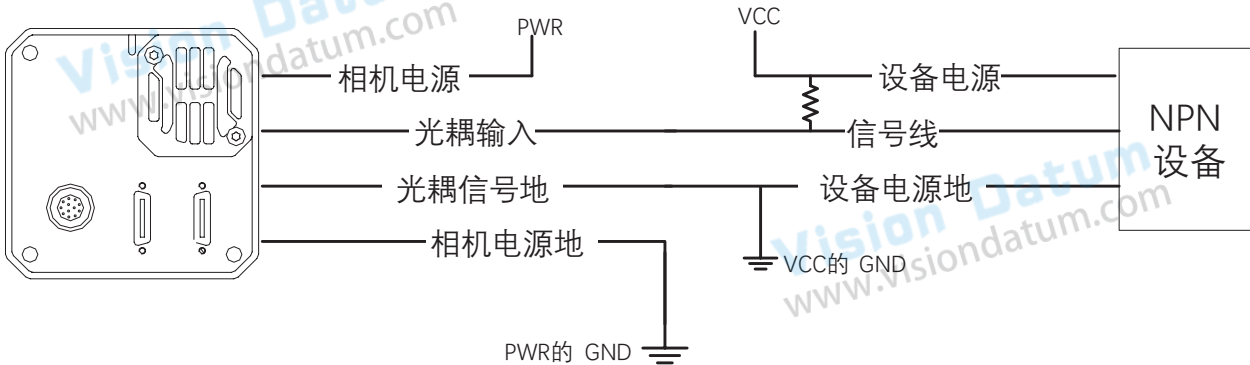 Vision Datum
www.visiondatum.com
PWR
VCC
相机电源
设备电源
光耦输入
信号线
NPN
设备
光耦信号地
设备电源地
相机电源地
VCC的 GND
Vision Datum
www.visiondatum.com
PWR的 GND